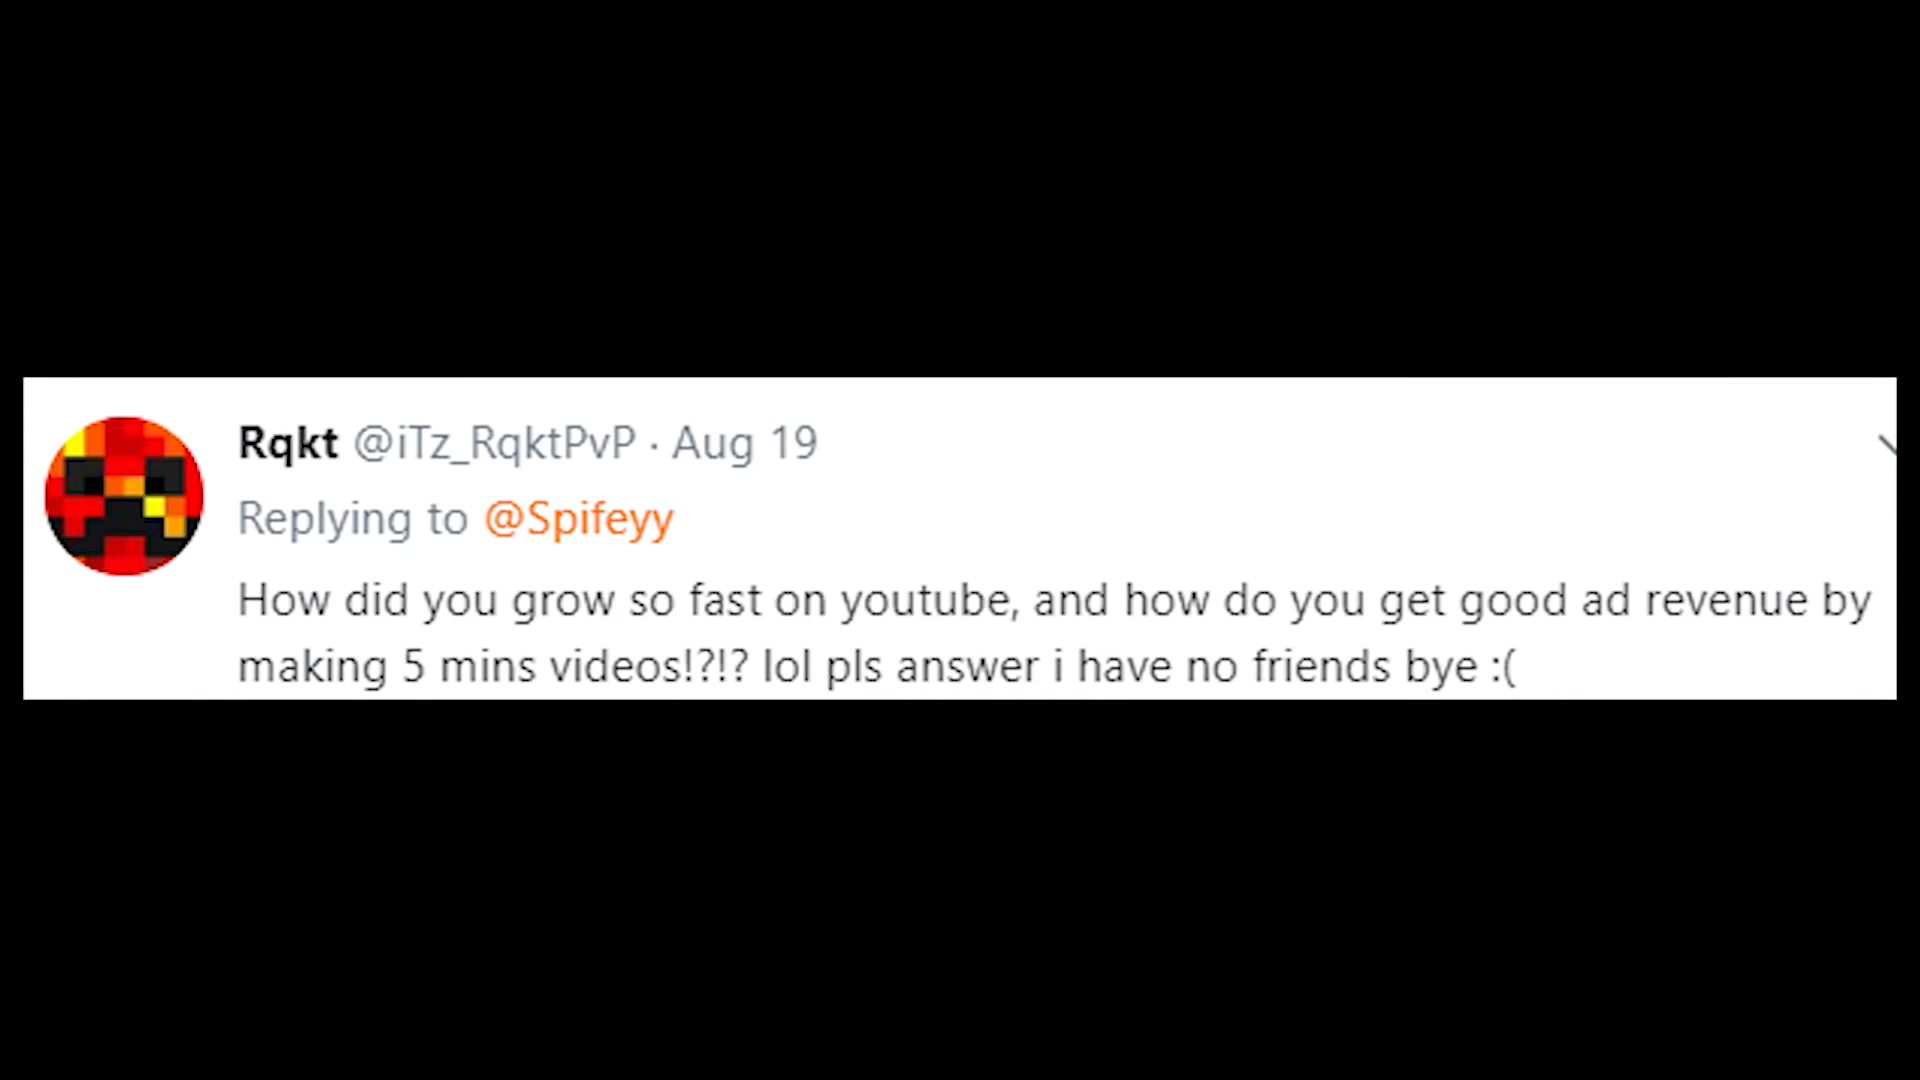 Rqkt @iTz_RqktPvP · Aug 19
Replying to @Spifeyy
How did you grow so fast on youtube, and how do you get good ad revenue by
making 5 mins videos!?!? lol pls answer i have no friends bye :(